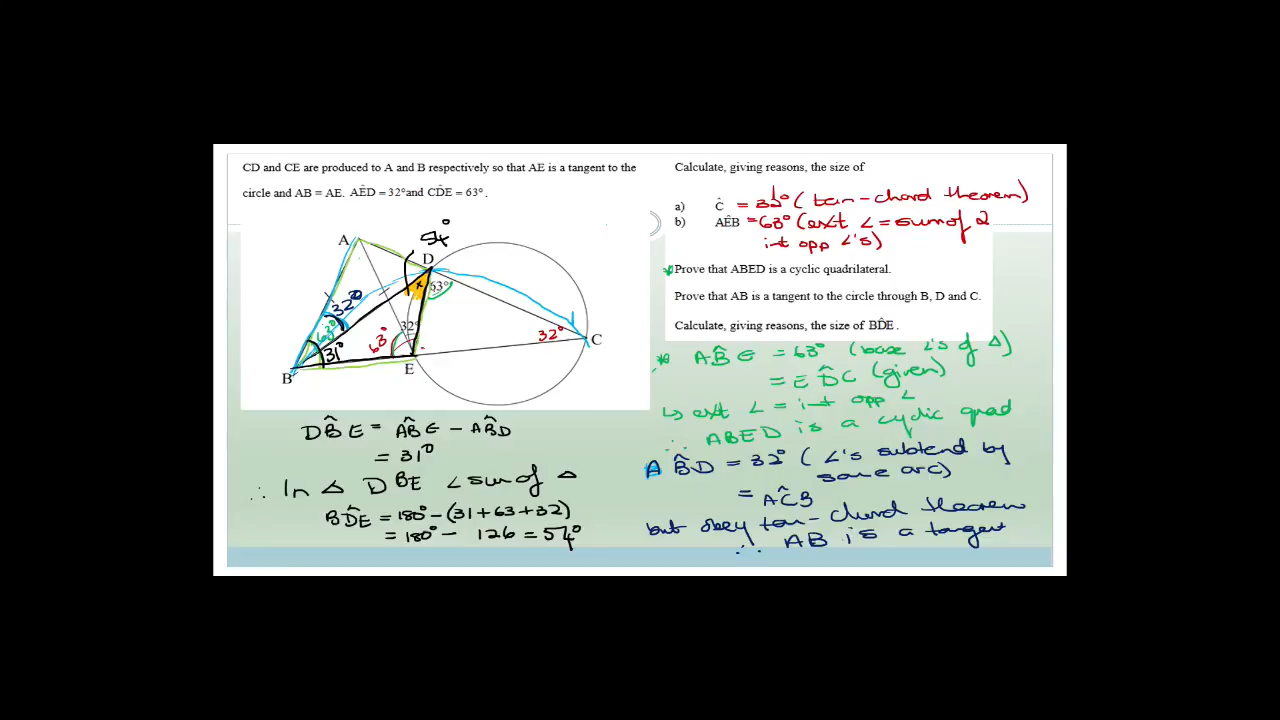 CD and CE are produced to A and B respectively so that AE is a tangent to the
circle and AB = AE. AÊD = 32° and CD̂E = 63°.
A
54°
D
x
63°
32°
63°
31°
32°
63°
32°
C
B
E
DB̂E = AB̂E - AB̂D
= 31°
∴ In △ DBE ∠ sum of △
BD̂E = 180° - (31+63+32)
= 180° - 126 = 54°
Calculate, giving reasons, the size of
a) Ĉ = 32° (tan-chord theorem)
b) AÊB = 63° (ext ∠ = sum of 2
int opp ∠'s)
* Prove that ABED is a cyclic quadrilateral.
Prove that AB is a tangent to the circle through B, D and C.
Calculate, giving reasons, the size of BD̂E.
* AB̂E = 63° (base ∠'s of △)
= ED̂C (given)
↳ ext ∠ = int opp ∠
∴ ABED is a cyclic quad
AB̂D = 32° (∠'s subtend by
same arc)
= AĈB
but obey tan-chord theorem
∴ AB is a tangent